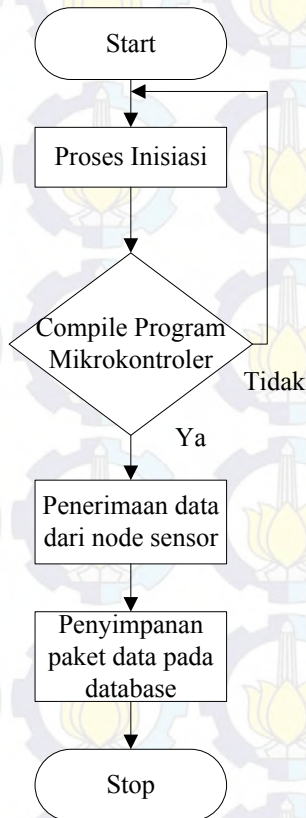 Start
Proses Inisiasi
Compile Program
Mikrokontroler
Tidak
Ya
Penerimaan data
dari node sensor
Penyimpanan
paket data pada
database
Stop